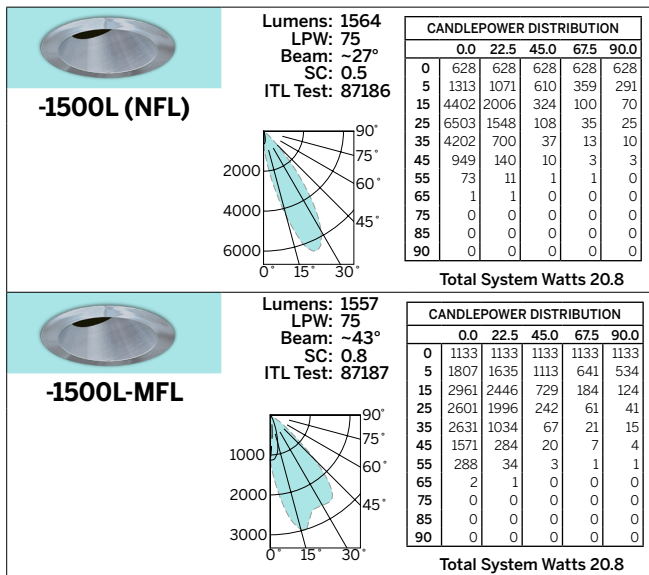 -1500L (NFL)
Lumens: 1564
LPW: 75
Beam: ~27°
SC: 0.5
ITL Test: 87186
90°
75°
60°
45°
2000
4000
6000
0° 15° 30°
CANDLEPOWER DISTRIBUTION
0.0 22.5 45.0 67.5 90.0
0 628 628 628 628 628
5 1313 1071 610 359 291
15 4402 2006 324 100 70
25 6503 1548 108 35 25
35 4202 700 37 13 10
45 949 140 10 3 3
55 73 11 1 1 0
65 1 1 0 0 0
75 0 0 0 0 0
85 0 0 0 0 0
90 0 0 0 0 0
Total System Watts 20.8
-1500L-MFL
Lumens: 1557
LPW: 75
Beam: ~43°
SC: 0.8
ITL Test: 87187
90°
75°
60°
45°
1000
2000
3000
0° 15° 30°
CANDLEPOWER DISTRIBUTION
0.0 22.5 45.0 67.5 90.0
0 1133 1133 1133 1133 1133
5 1807 1635 1113 641 534
15 2961 2446 729 184 124
25 2601 1996 242 61 41
35 2631 1034 67 21 15
45 1571 284 20 7 4
55 288 34 3 1 1
65 2 1 0 0 0
75 0 0 0 0 0
85 0 0 0 0 0
90 0 0 0 0 0
Total System Watts 20.8